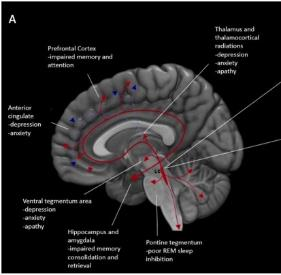 A
Thalamus and
thalamocortical
radiations
-depression
-anxiety
-apathy
Prefrontal Cortex
-impaired memory and
attention
Anterior
cingulate
-depression
-anxiety
LC
Ventral tegmentum area
-depression
-anxiety
-apathy
Hippocampus and
amygdala
-impaired memory
consolidation and
retrieval
Pontine tegmentum
-poor REM sleep
inhibition